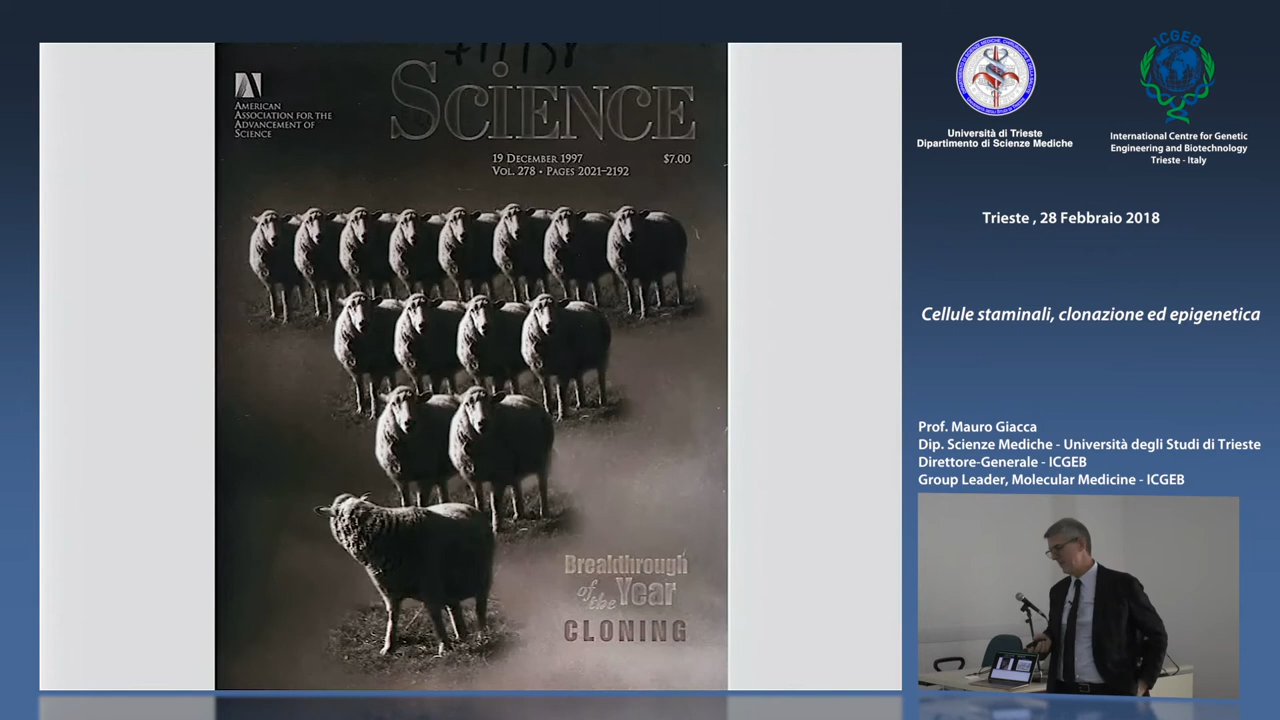 SCIENCE
AMERICAN
ASSOCIATION FOR THE
ADVANCEMENT OF
SCIENCE
19 DECEMBER 1997
$7.00
VOL. 278 • PAGES 2021–2192
Breakthrough
of the Year
CLONING
ICGEB
Università di Trieste
Dipartimento di Scienze Mediche
International Centre for Genetic
Engineering and Biotechnology
Trieste - Italy
Trieste , 28 Febbraio 2018
Cellule staminali, clonazione ed epigenetica
Prof. Mauro Giacca
Dip. Scienze Mediche - Università degli Studi di Trieste
Direttore-Generale - ICGEB
Group Leader, Molecular Medicine - ICGEB